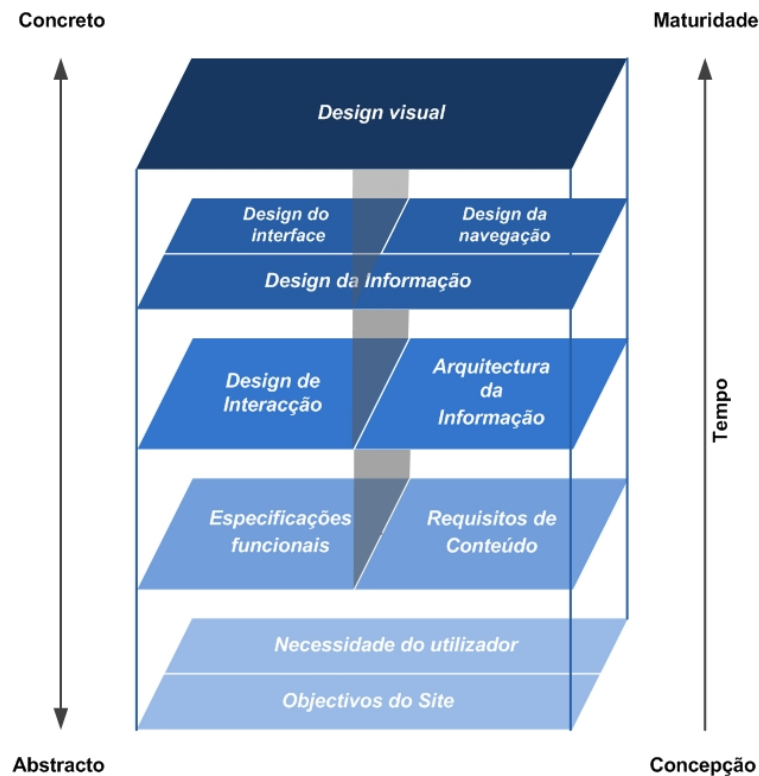 Concreto
Maturidade
Design visual
Design do
interface
Design da
navegação
Design da Informação
Design de
Interacção
Arquitectura
da
Informação
Tempo
Especificações
funcionais
Requisitos de
Conteúdo
Necessidade do utilizador
Objectivos do Site
Abstracto
Concepção